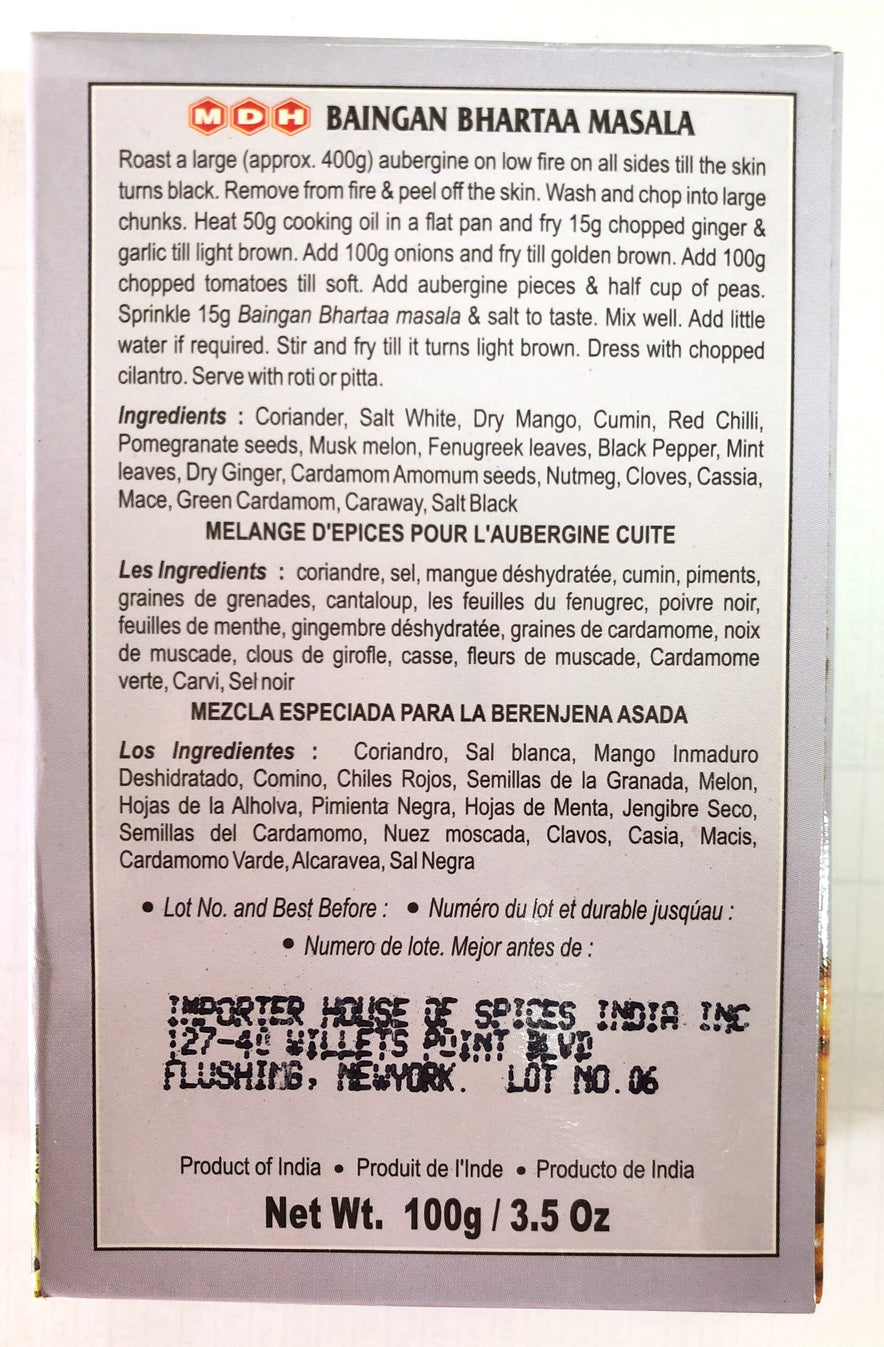 MDH BAINGAN BHARTAA MASALA
Roast a large (approx. 400g) aubergine on low fire on all sides till the skin
turns black. Remove from fire & peel off the skin. Wash and chop into large
chunks. Heat 50g cooking oil in a flat pan and fry 15g chopped ginger &
garlic till light brown. Add 100g onions and fry till golden brown. Add 100g
chopped tomatoes till soft. Add aubergine pieces & half cup of peas.
Sprinkle 15g Baingan Bhartaa masala & salt to taste. Mix well. Add little
water if required. Stir and fry till it turns light brown. Dress with chopped
cilantro. Serve with roti or pitta.
Ingredients : Coriander, Salt White, Dry Mango, Cumin, Red Chilli,
Pomegranate seeds, Musk melon, Fenugreek leaves, Black Pepper, Mint
leaves, Dry Ginger, Cardamom Amomum seeds, Nutmeg, Cloves, Cassia,
Mace, Green Cardamom, Caraway, Salt Black
MELANGE D'EPICES POUR L'AUBERGINE CUITE
Les Ingredients : coriandre, sel, mangue déshydratée, cumin, piments,
graines de grenades, cantaloup, les feuilles du fenugrec, poivre noir,
feuilles de menthe, gingembre déshydratée, graines de cardamome, noix
de muscade, clous de girofle, casse, fleurs de muscade, Cardamome
verte, Carvi, Sel noir
MEZCLA ESPECIADA PARA LA BERENJENA ASADA
Los Ingredientes : Coriandro, Sal blanca, Mango Inmaduro
Deshidratado, Comino, Chiles Rojos, Semillas de la Granada, Melon,
Hojas de la Alholva, Pimienta Negra, Hojas de Menta, Jengibre Seco,
Semillas del Cardamomo, Nuez moscada, Clavos, Casia, Macis,
Cardamomo Varde, Alcaravea, Sal Negra
• Lot No. and Best Before : • Numéro du lot et durable jusqúau :
• Numero de lote. Mejor antes de :
IMPORTER HOUSE OF SPICES INDIA INC
127-40 WILLETS POINT BLVD
FLUSHING, NEWYORK. LOT NO.06
Product of India • Produit de l'Inde • Producto de India
Net Wt. 100g / 3.5 Oz